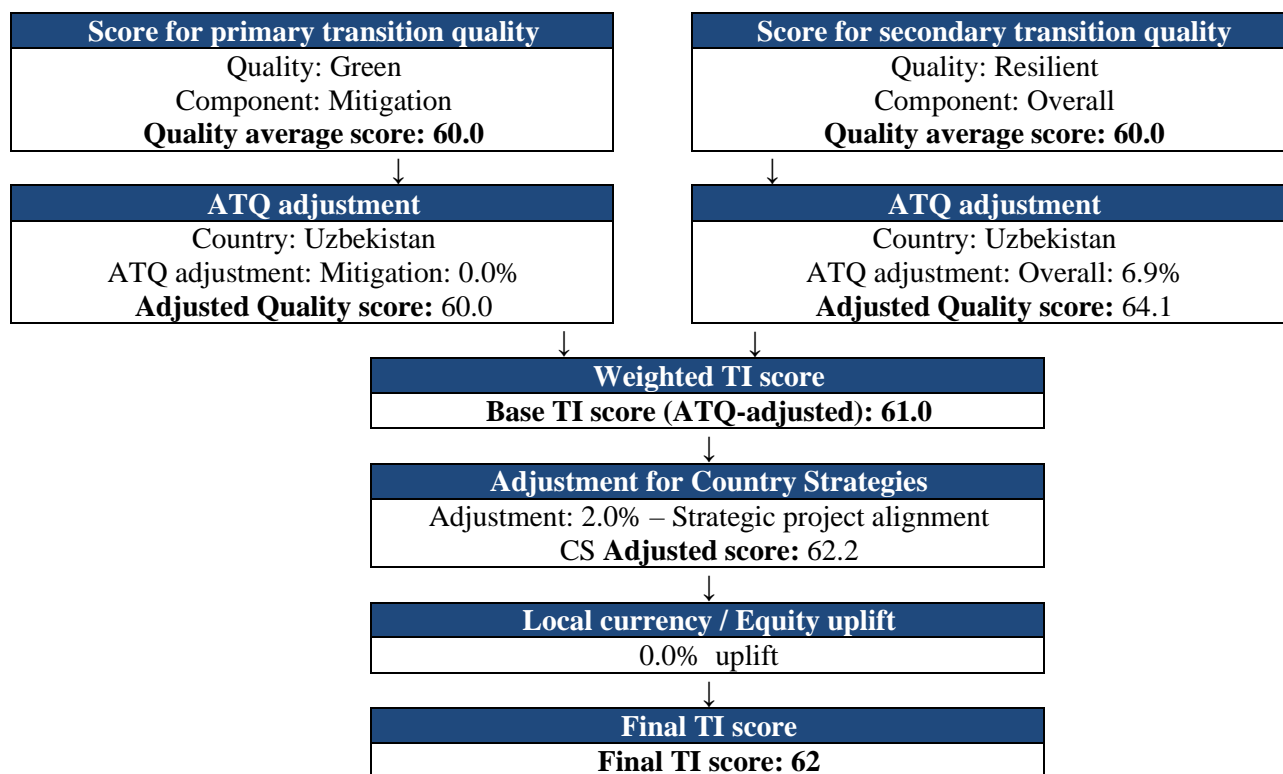 Score for primary transition quality
Quality: Green
Component: Mitigation
Quality average score: 60.0
Score for secondary transition quality
Quality: Resilient
Component: Overall
Quality average score: 60.0
↓
↓
ATQ adjustment
Country: Uzbekistan
ATQ adjustment: Mitigation: 0.0%
Adjusted Quality score: 60.0
ATQ adjustment
Country: Uzbekistan
ATQ adjustment: Overall: 6.9%
Adjusted Quality score: 64.1
↓ ↓
Weighted TI score
Base TI score (ATQ-adjusted): 61.0
↓
Adjustment for Country Strategies
Adjustment: 2.0% – Strategic project alignment
CS Adjusted score: 62.2
↓
Local currency / Equity uplift
0.0% uplift
↓
Final TI score
Final TI score: 62